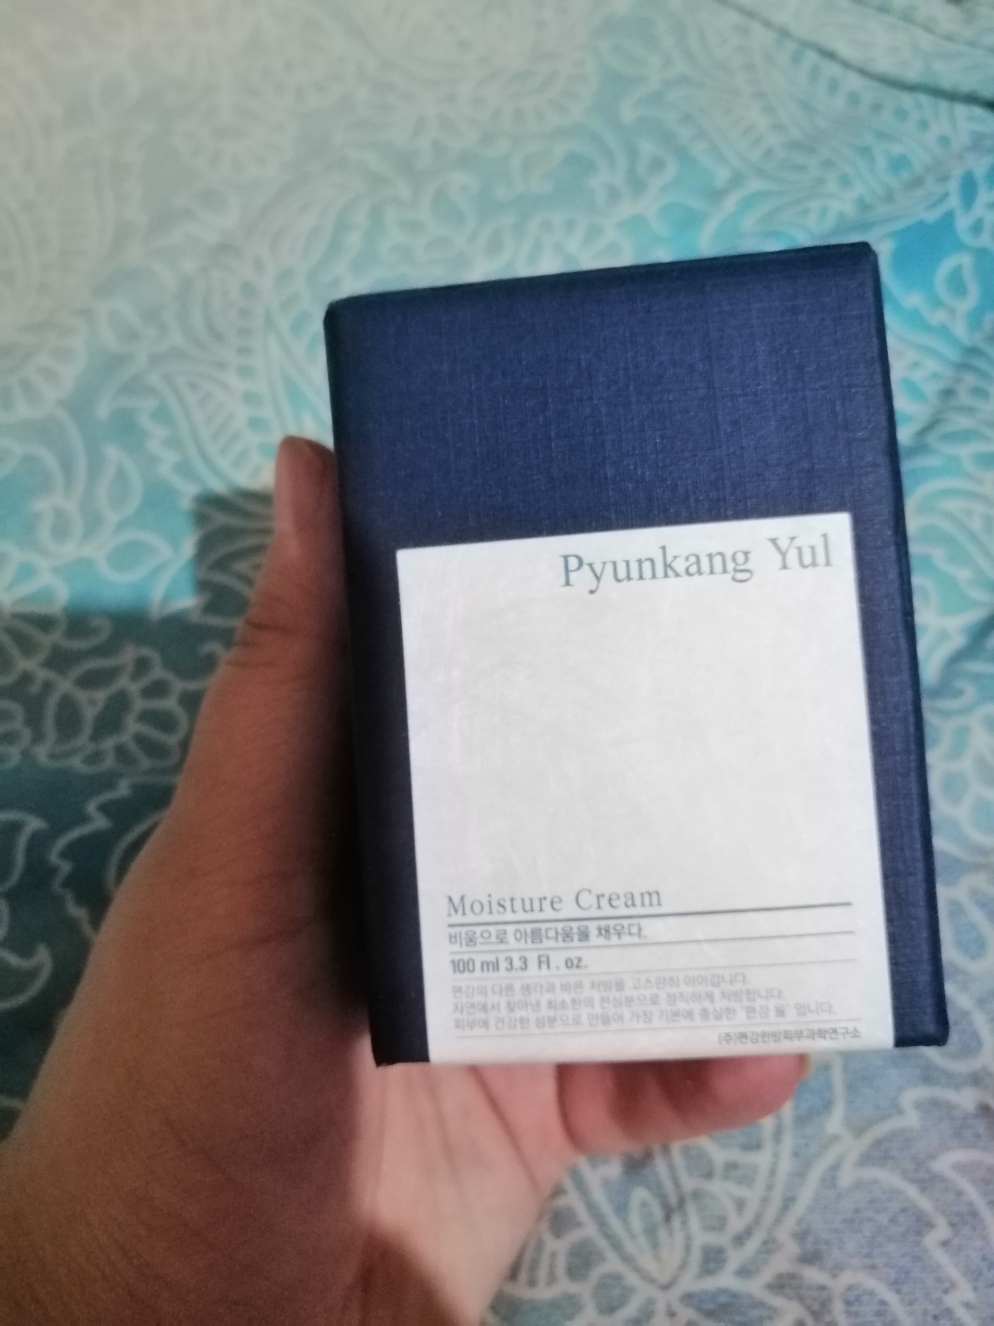 Pyunkang Yul
Moisture Cream
비움으로 아름다움을 채우다.
100 ml 3.3 Fl . oz.
편강의 다른 생각과 바른 처방을 고스란히 이어갑니다.
자연에서 찾아낸 최소한의 전성분으로 정직하게 처방합니다.
피부에 건강한 성분으로 만들어 가장 기본에 충실한 '편강 율' 입니다.
(주)편강한방피부과학연구소